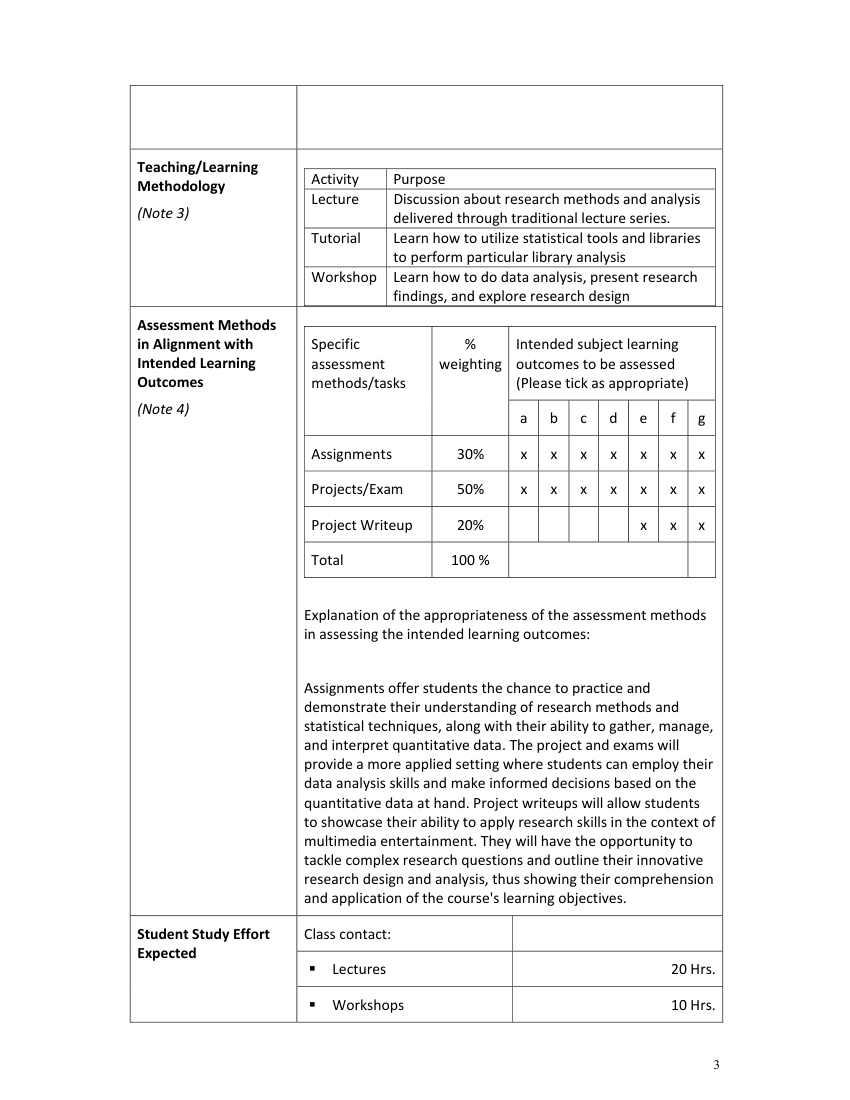 Teaching/Learning
Methodology
(Note 3)
Activity Purpose
Lecture Discussion about research methods and analysis
delivered through traditional lecture series.
Tutorial Learn how to utilize statistical tools and libraries
to perform particular library analysis
Workshop Learn how to do data analysis, present research
findings, and explore research design
Assessment Methods
in Alignment with
Intended Learning
Outcomes
(Note 4)
Specific
assessment
methods/tasks
%
weighting
Intended subject learning
outcomes to be assessed
(Please tick as appropriate)
a b c d e f g
Assignments 30% x x x x x x x
Projects/Exam 50% x x x x x x x
Project Writeup 20% x x x
Total 100 %
Explanation of the appropriateness of the assessment methods
in assessing the intended learning outcomes:
Assignments offer students the chance to practice and
demonstrate their understanding of research methods and
statistical techniques, along with their ability to gather, manage,
and interpret quantitative data. The project and exams will
provide a more applied setting where students can employ their
data analysis skills and make informed decisions based on the
quantitative data at hand. Project writeups will allow students
to showcase their ability to apply research skills in the context of
multimedia entertainment. They will have the opportunity to
tackle complex research questions and outline their innovative
research design and analysis, thus showing their comprehension
and application of the course's learning objectives.
Student Study Effort
Expected
Class contact:
▪ Lectures 20 Hrs.
▪ Workshops 10 Hrs.
3